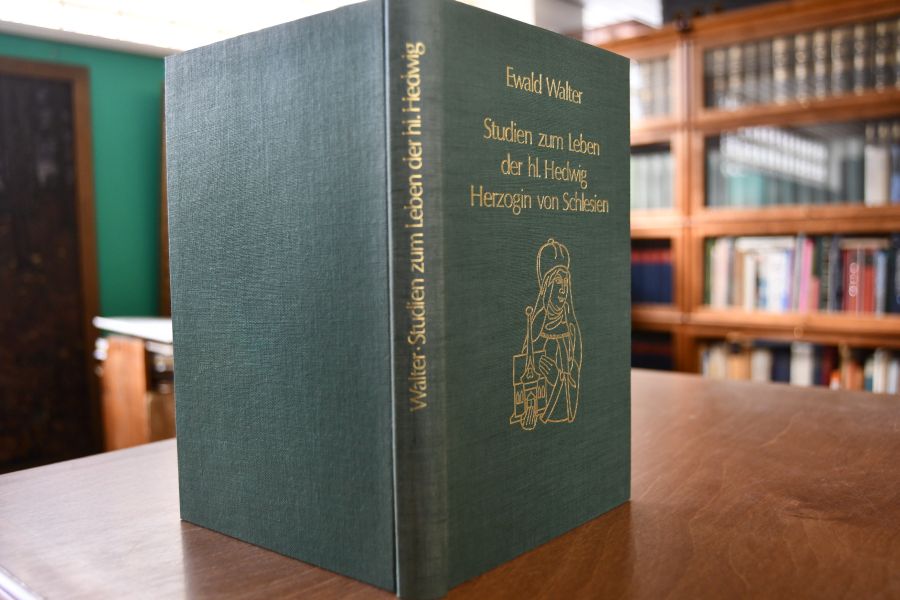 Walter · Studien zum Leben der hl. Hedwig
Ewald Walter
Studien zum Leben
der hl. Hedwig
Herzogin von Schlesien